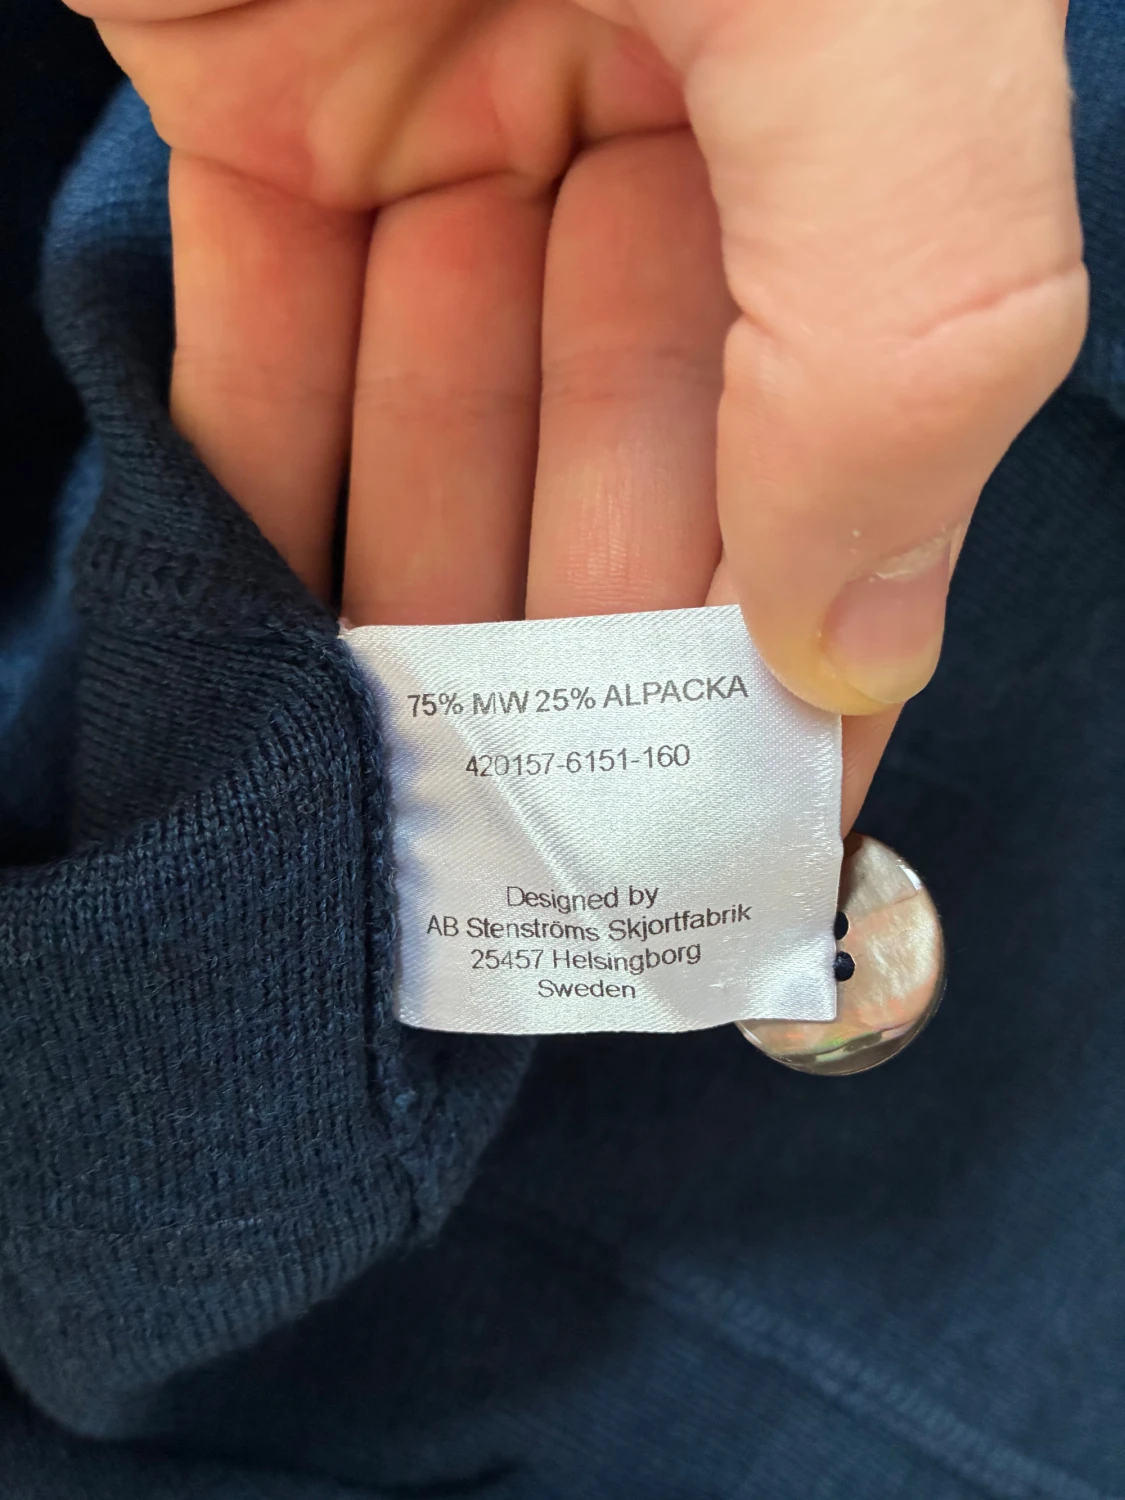 75% MW 25% ALPACKA
420157-6151-160
Designed by
AB Stenströms Skjortfabrik
25457 Helsingborg
Sweden